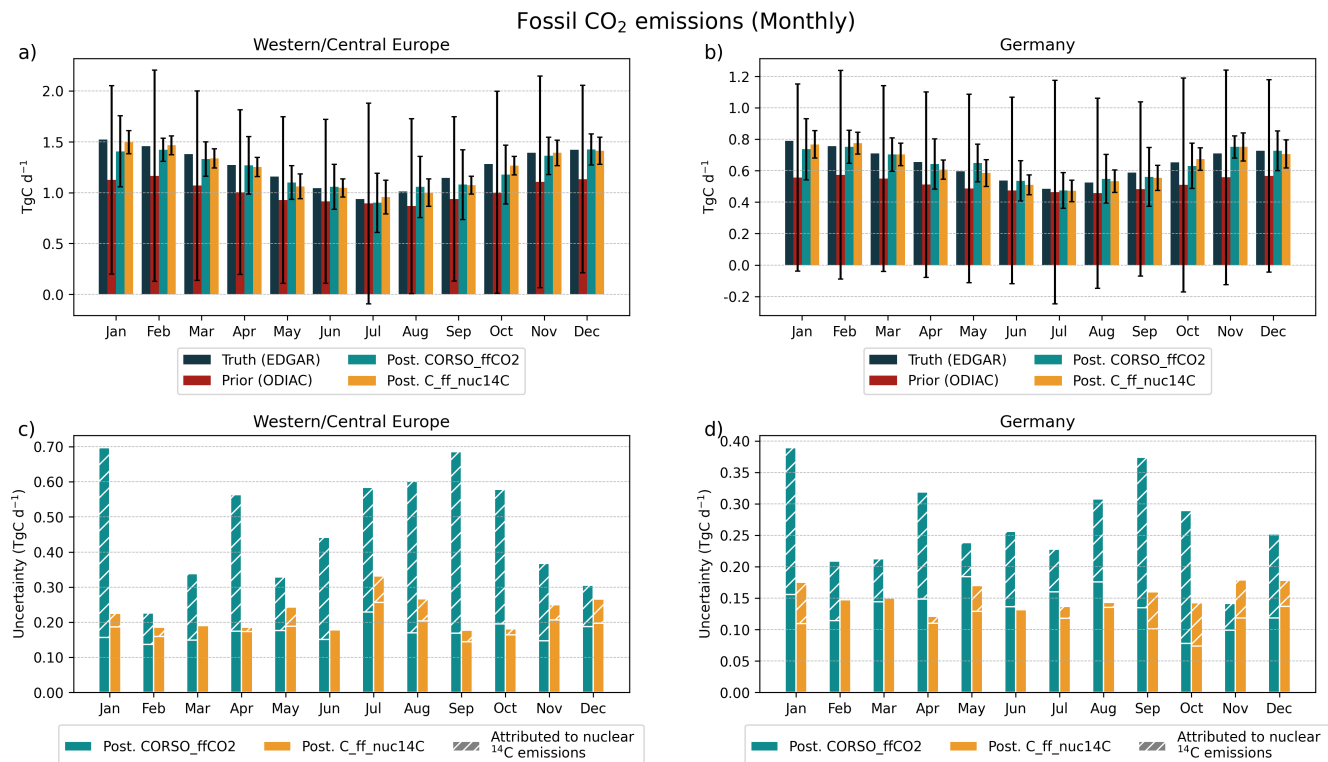 Fossil CO₂ emissions (Monthly)
a)
Western/Central Europe
TgC d⁻¹
2.0
1.5
1.0
0.5
0.0
Jan Feb Mar Apr May Jun Jul Aug Sep Oct Nov Dec
Truth (EDGAR) Post. CORSO_ffCO2
Prior (ODIAC) Post. C_ff_nuc14C
b)
Germany
TgC d⁻¹
1.2
1.0
0.8
0.6
0.4
0.2
0.0
-0.2
Jan Feb Mar Apr May Jun Jul Aug Sep Oct Nov Dec
Truth (EDGAR) Post. CORSO_ffCO2
Prior (ODIAC) Post. C_ff_nuc14C
c)
Western/Central Europe
Uncertainty (TgC d⁻¹)
0.70
0.60
0.50
0.40
0.30
0.20
0.10
0.00
Jan Feb Mar Apr May Jun Jul Aug Sep Oct Nov Dec
Post. CORSO_ffCO2 Post. C_ff_nuc14C Attributed to nuclear
¹⁴C emissions
d)
Germany
Uncertainty (TgC d⁻¹)
0.40
0.35
0.30
0.25
0.20
0.15
0.10
0.05
0.00
Jan Feb Mar Apr May Jun Jul Aug Sep Oct Nov Dec
Post. CORSO_ffCO2 Post. C_ff_nuc14C Attributed to nuclear
¹⁴C emissions